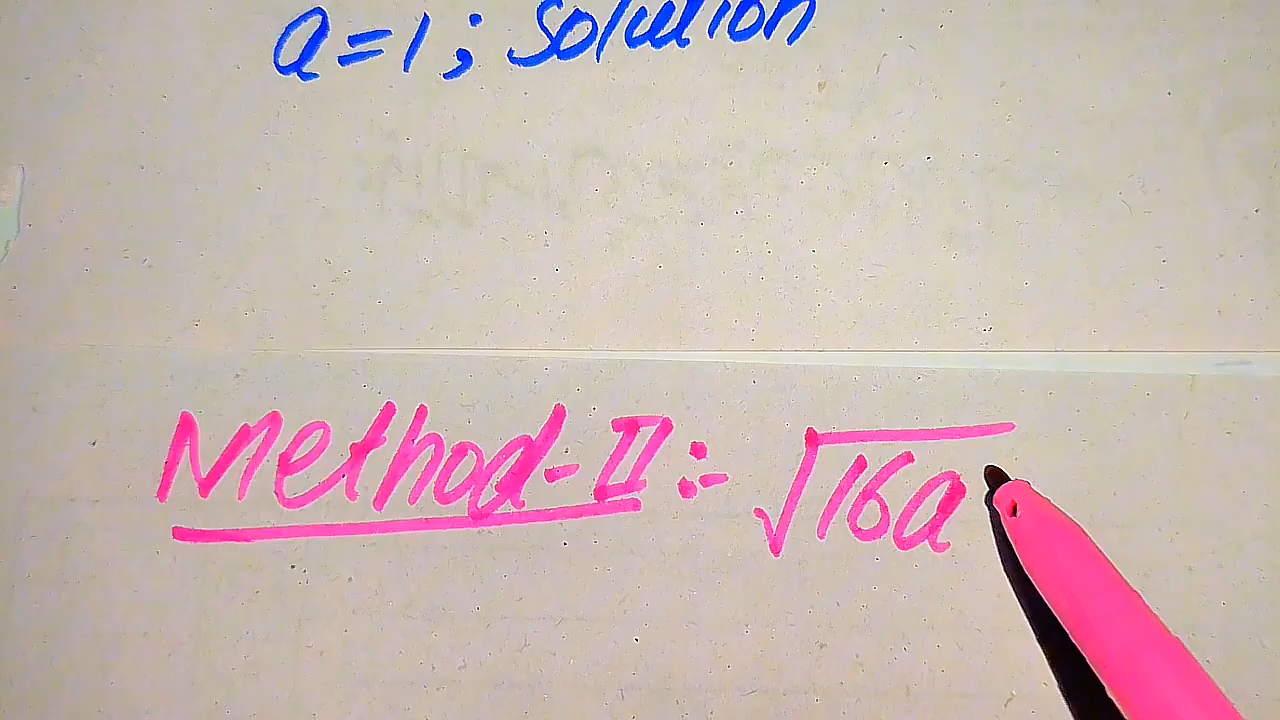 a=1; Solution
Method-II:- √16a